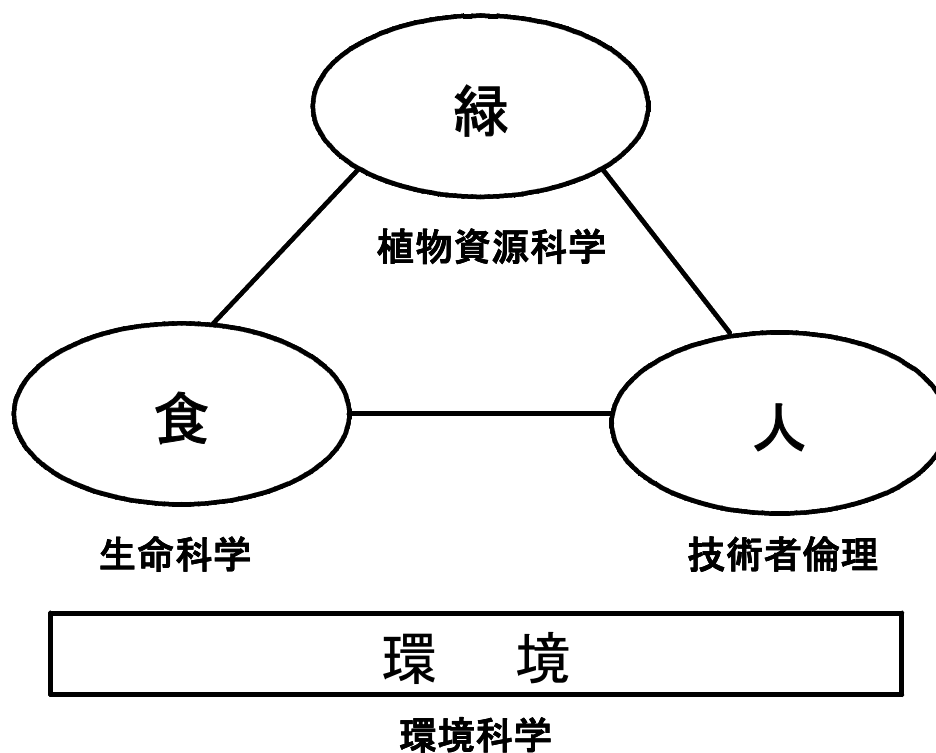 緑
植物資源科学
食
人
生命科学
技術者倫理
環 境
環境科学